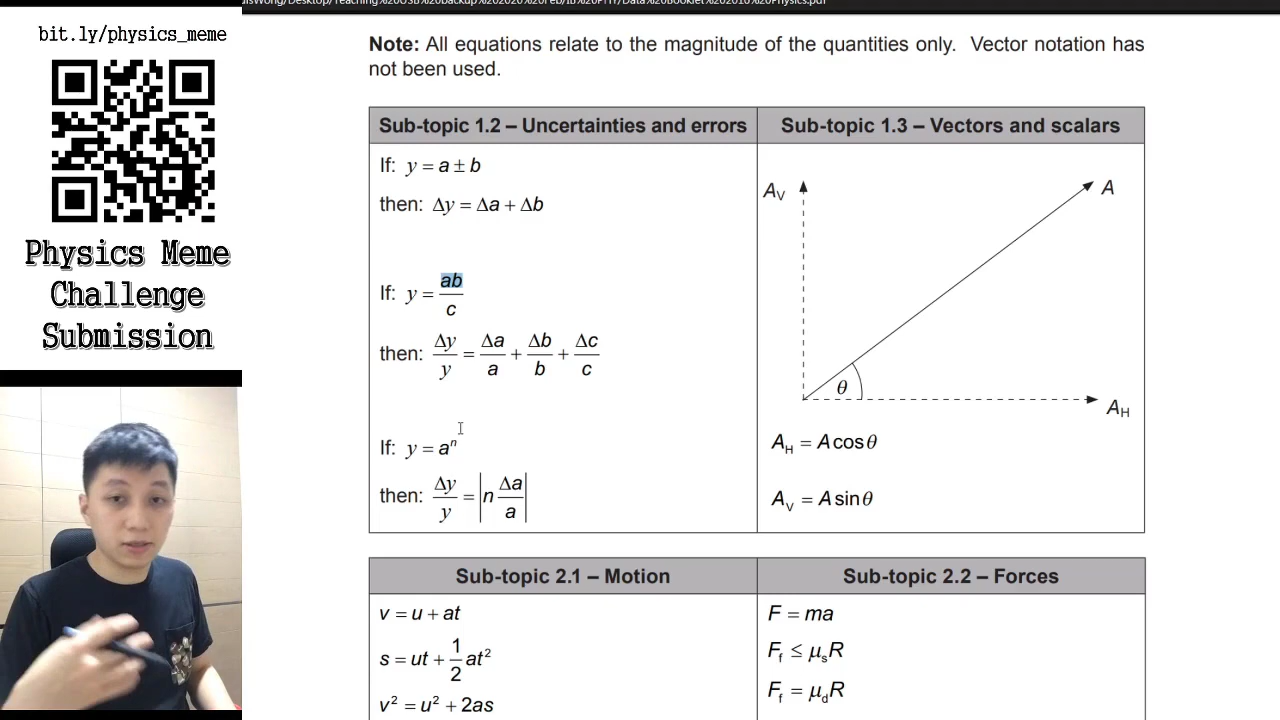 bit.ly/physics_meme
Physics Meme
Challenge
Submission
Note: All equations relate to the magnitude of the quantities only. Vector notation has
not been used.
Sub-topic 1.2 – Uncertainties and errors
If: y = a ± b
then: Δy = Δa + Δb
If: y = ab/c
then: Δy/y = Δa/a + Δb/b + Δc/c
If: y = aⁿ
then: Δy/y = |n Δa/a|
Sub-topic 1.3 – Vectors and scalars
A_V
A
θ
A_H
A_H = A cos θ
A_V = A sin θ
Sub-topic 2.1 – Motion
v = u + at
s = ut + 1/2 at²
v² = u² + 2as
Sub-topic 2.2 – Forces
F = ma
F_f ≤ μ_s R
F_f = μ_d R